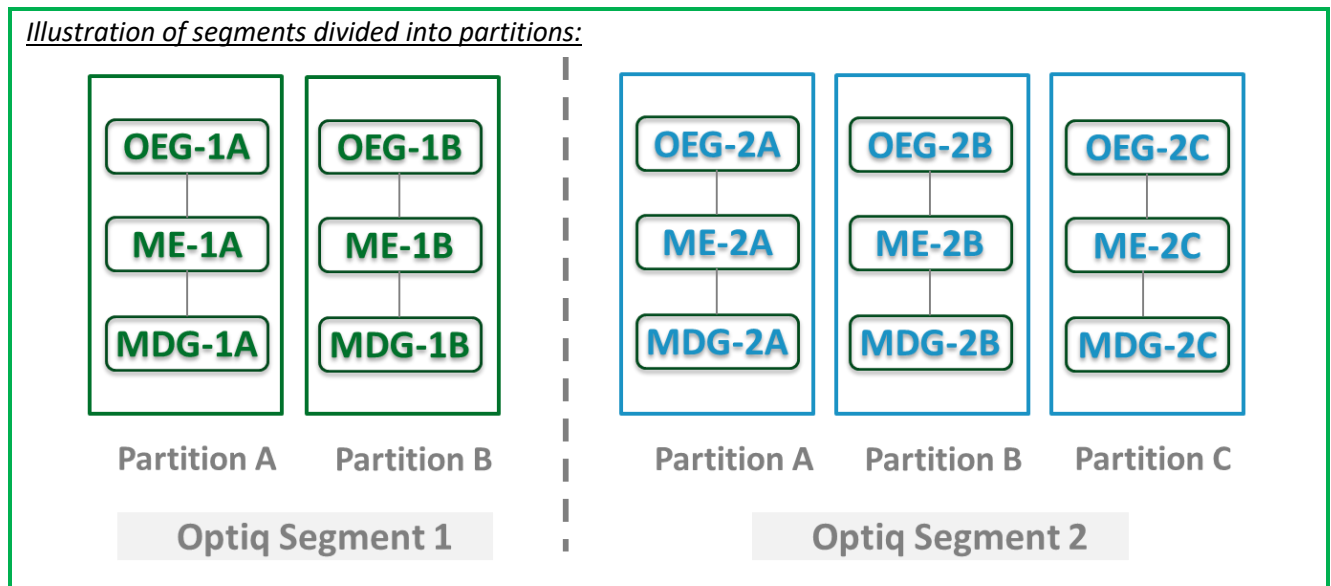 Illustration of segments divided into partitions:
OEG-1A
ME-1A
MDG-1A
Partition A
OEG-1B
ME-1B
MDG-1B
Partition B
Optiq Segment 1
OEG-2A
ME-2A
MDG-2A
Partition A
OEG-2B
ME-2B
MDG-2B
Partition B
OEG-2C
ME-2C
MDG-2C
Partition C
Optiq Segment 2